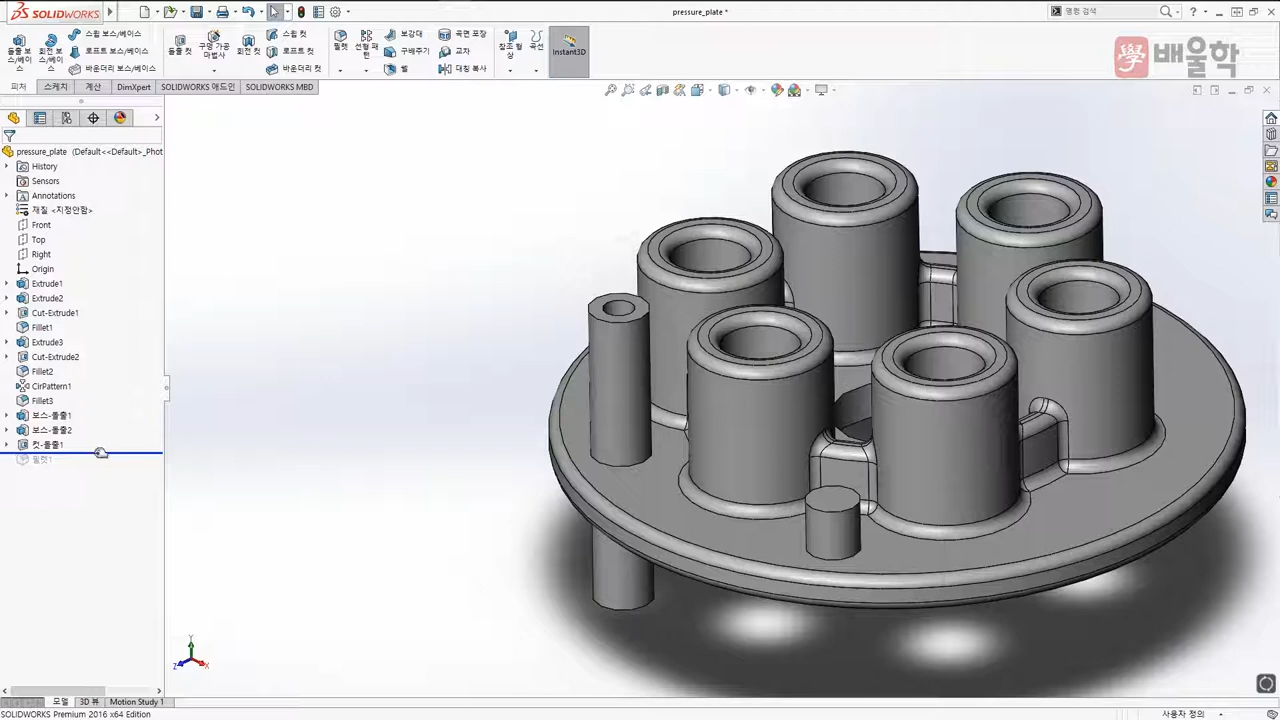 SOLIDWORKS
pressure_plate *
명령 검색
돌출 보스/베이스
회전 보스/베이스
스윕 보스/베이스
로프트 보스/베이스
바운더리 보스/베이스
돌출 컷
구멍 가공 마법사
회전 컷
스윕 컷
로프트 컷
바운더리 컷
필렛
선형 패턴
보강대
구배주기
쉘
곡면 포장
교차
대칭 복사
참조 형상
곡선
Instant3D
學 배울학
피처
스케치
계산
DimXpert
SOLIDWORKS 애드인
SOLIDWORKS MBD
pressure_plate (Default<<Default>_Phot
History
Sensors
Annotations
재질 <지정안함>
Front
Top
Right
Origin
Extrude1
Extrude2
Cut-Extrude1
Fillet1
Extrude3
Cut-Extrude2
Fillet2
CirPattern1
Fillet3
보스-돌출1
보스-돌출2
컷-돌출1
필렛1
Y
Z
X
모델
3D 뷰
Motion Study 1
SOLIDWORKS Premium 2016 x64 Edition
사용자 정의